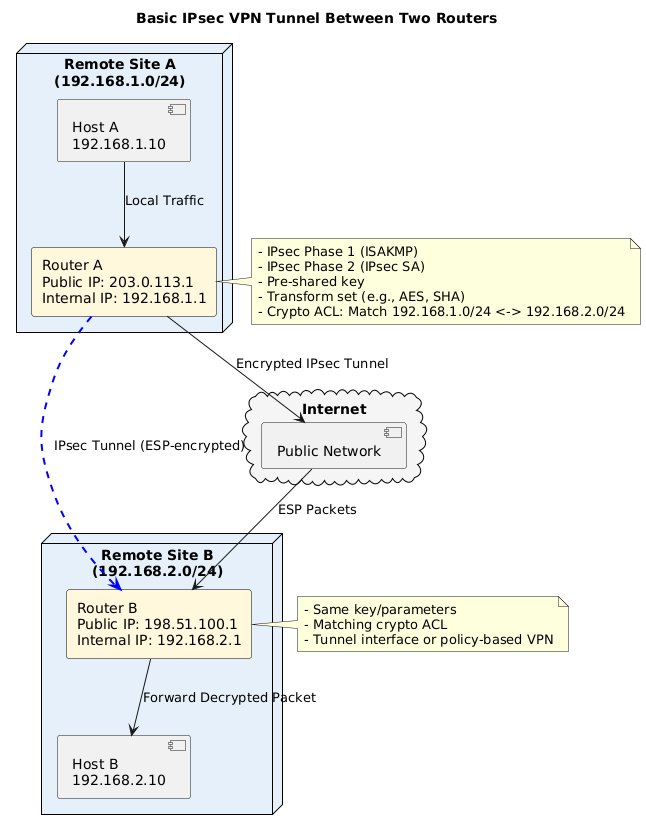 Basic IPsec VPN Tunnel Between Two Routers
Remote Site A
(192.168.1.0/24)
Host A
192.168.1.10
Local Traffic
Router A
Public IP: 203.0.113.1
Internal IP: 192.168.1.1
- IPsec Phase 1 (ISAKMP)
- IPsec Phase 2 (IPsec SA)
- Pre-shared key
- Transform set (e.g., AES, SHA)
- Crypto ACL: Match 192.168.1.0/24 <-> 192.168.2.0/24
Encrypted IPsec Tunnel
Internet
Public Network
IPsec Tunnel (ESP-encrypted)
ESP Packets
Remote Site B
(192.168.2.0/24)
Router B
Public IP: 198.51.100.1
Internal IP: 192.168.2.1
- Same key/parameters
- Matching crypto ACL
- Tunnel interface or policy-based VPN
Forward Decrypted Packet
Host B
192.168.2.10